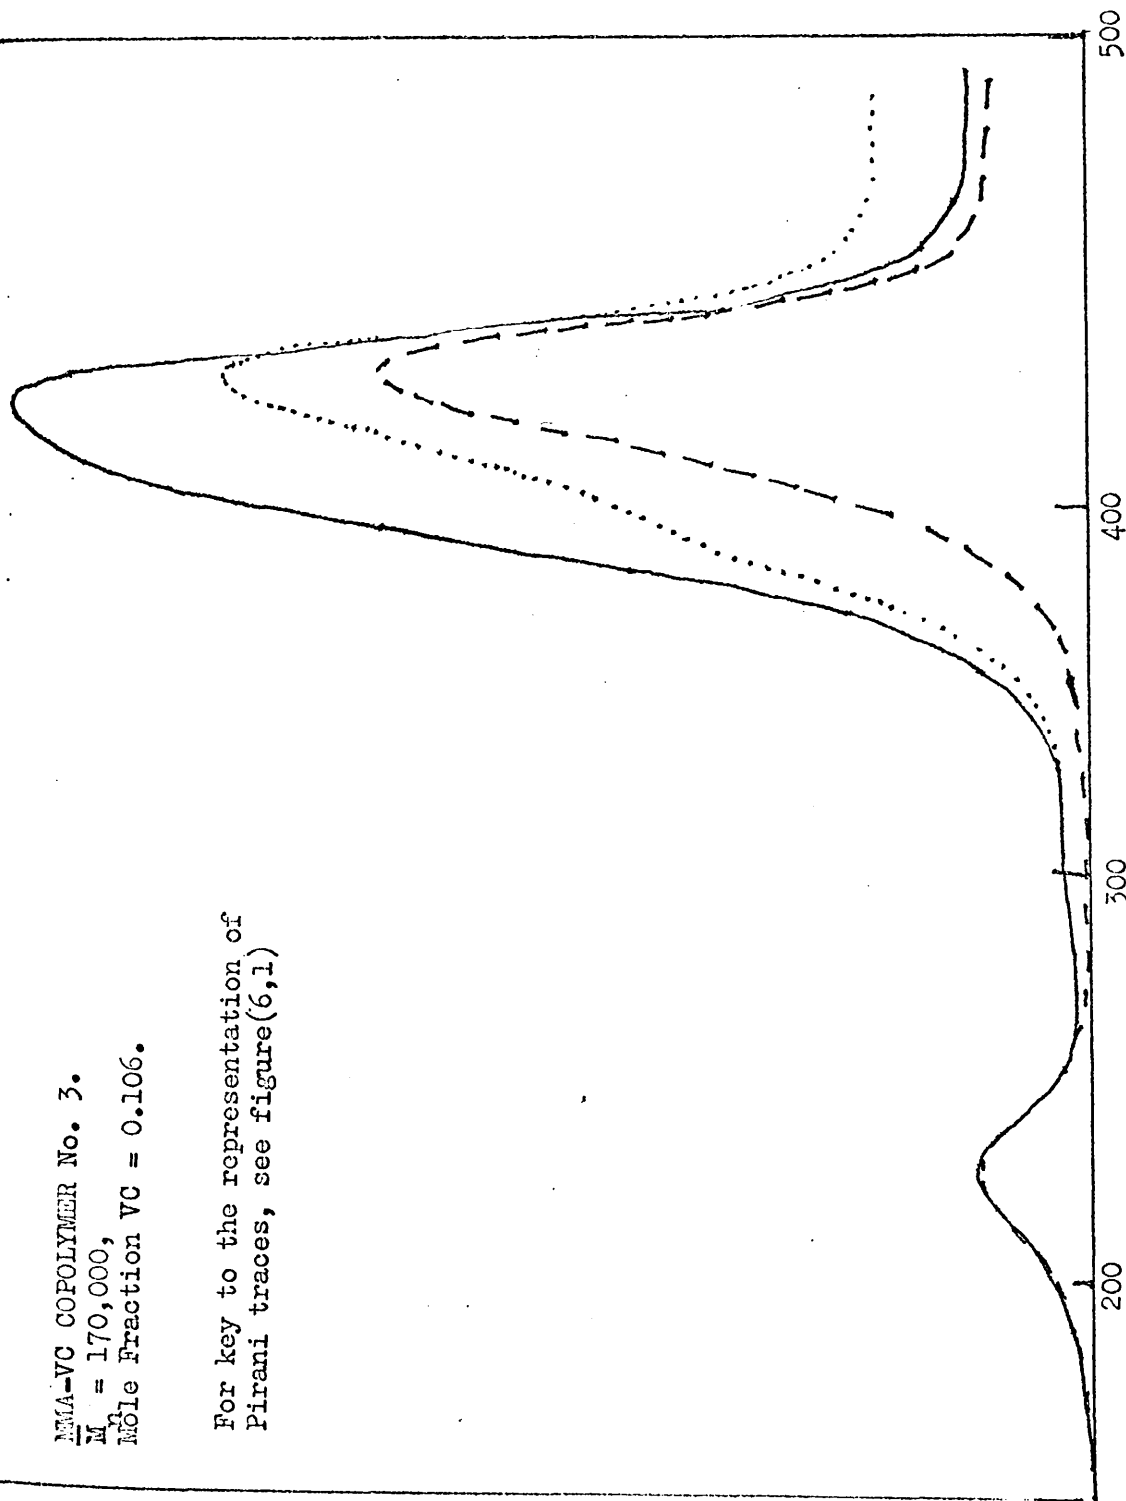 MMA-VC COPOLYMER No. 3.
M̅n = 170,000,
Mole Fraction VC = 0.106.
For key to the representation of
Pirani traces, see figure(6,1)
200
300
400
500